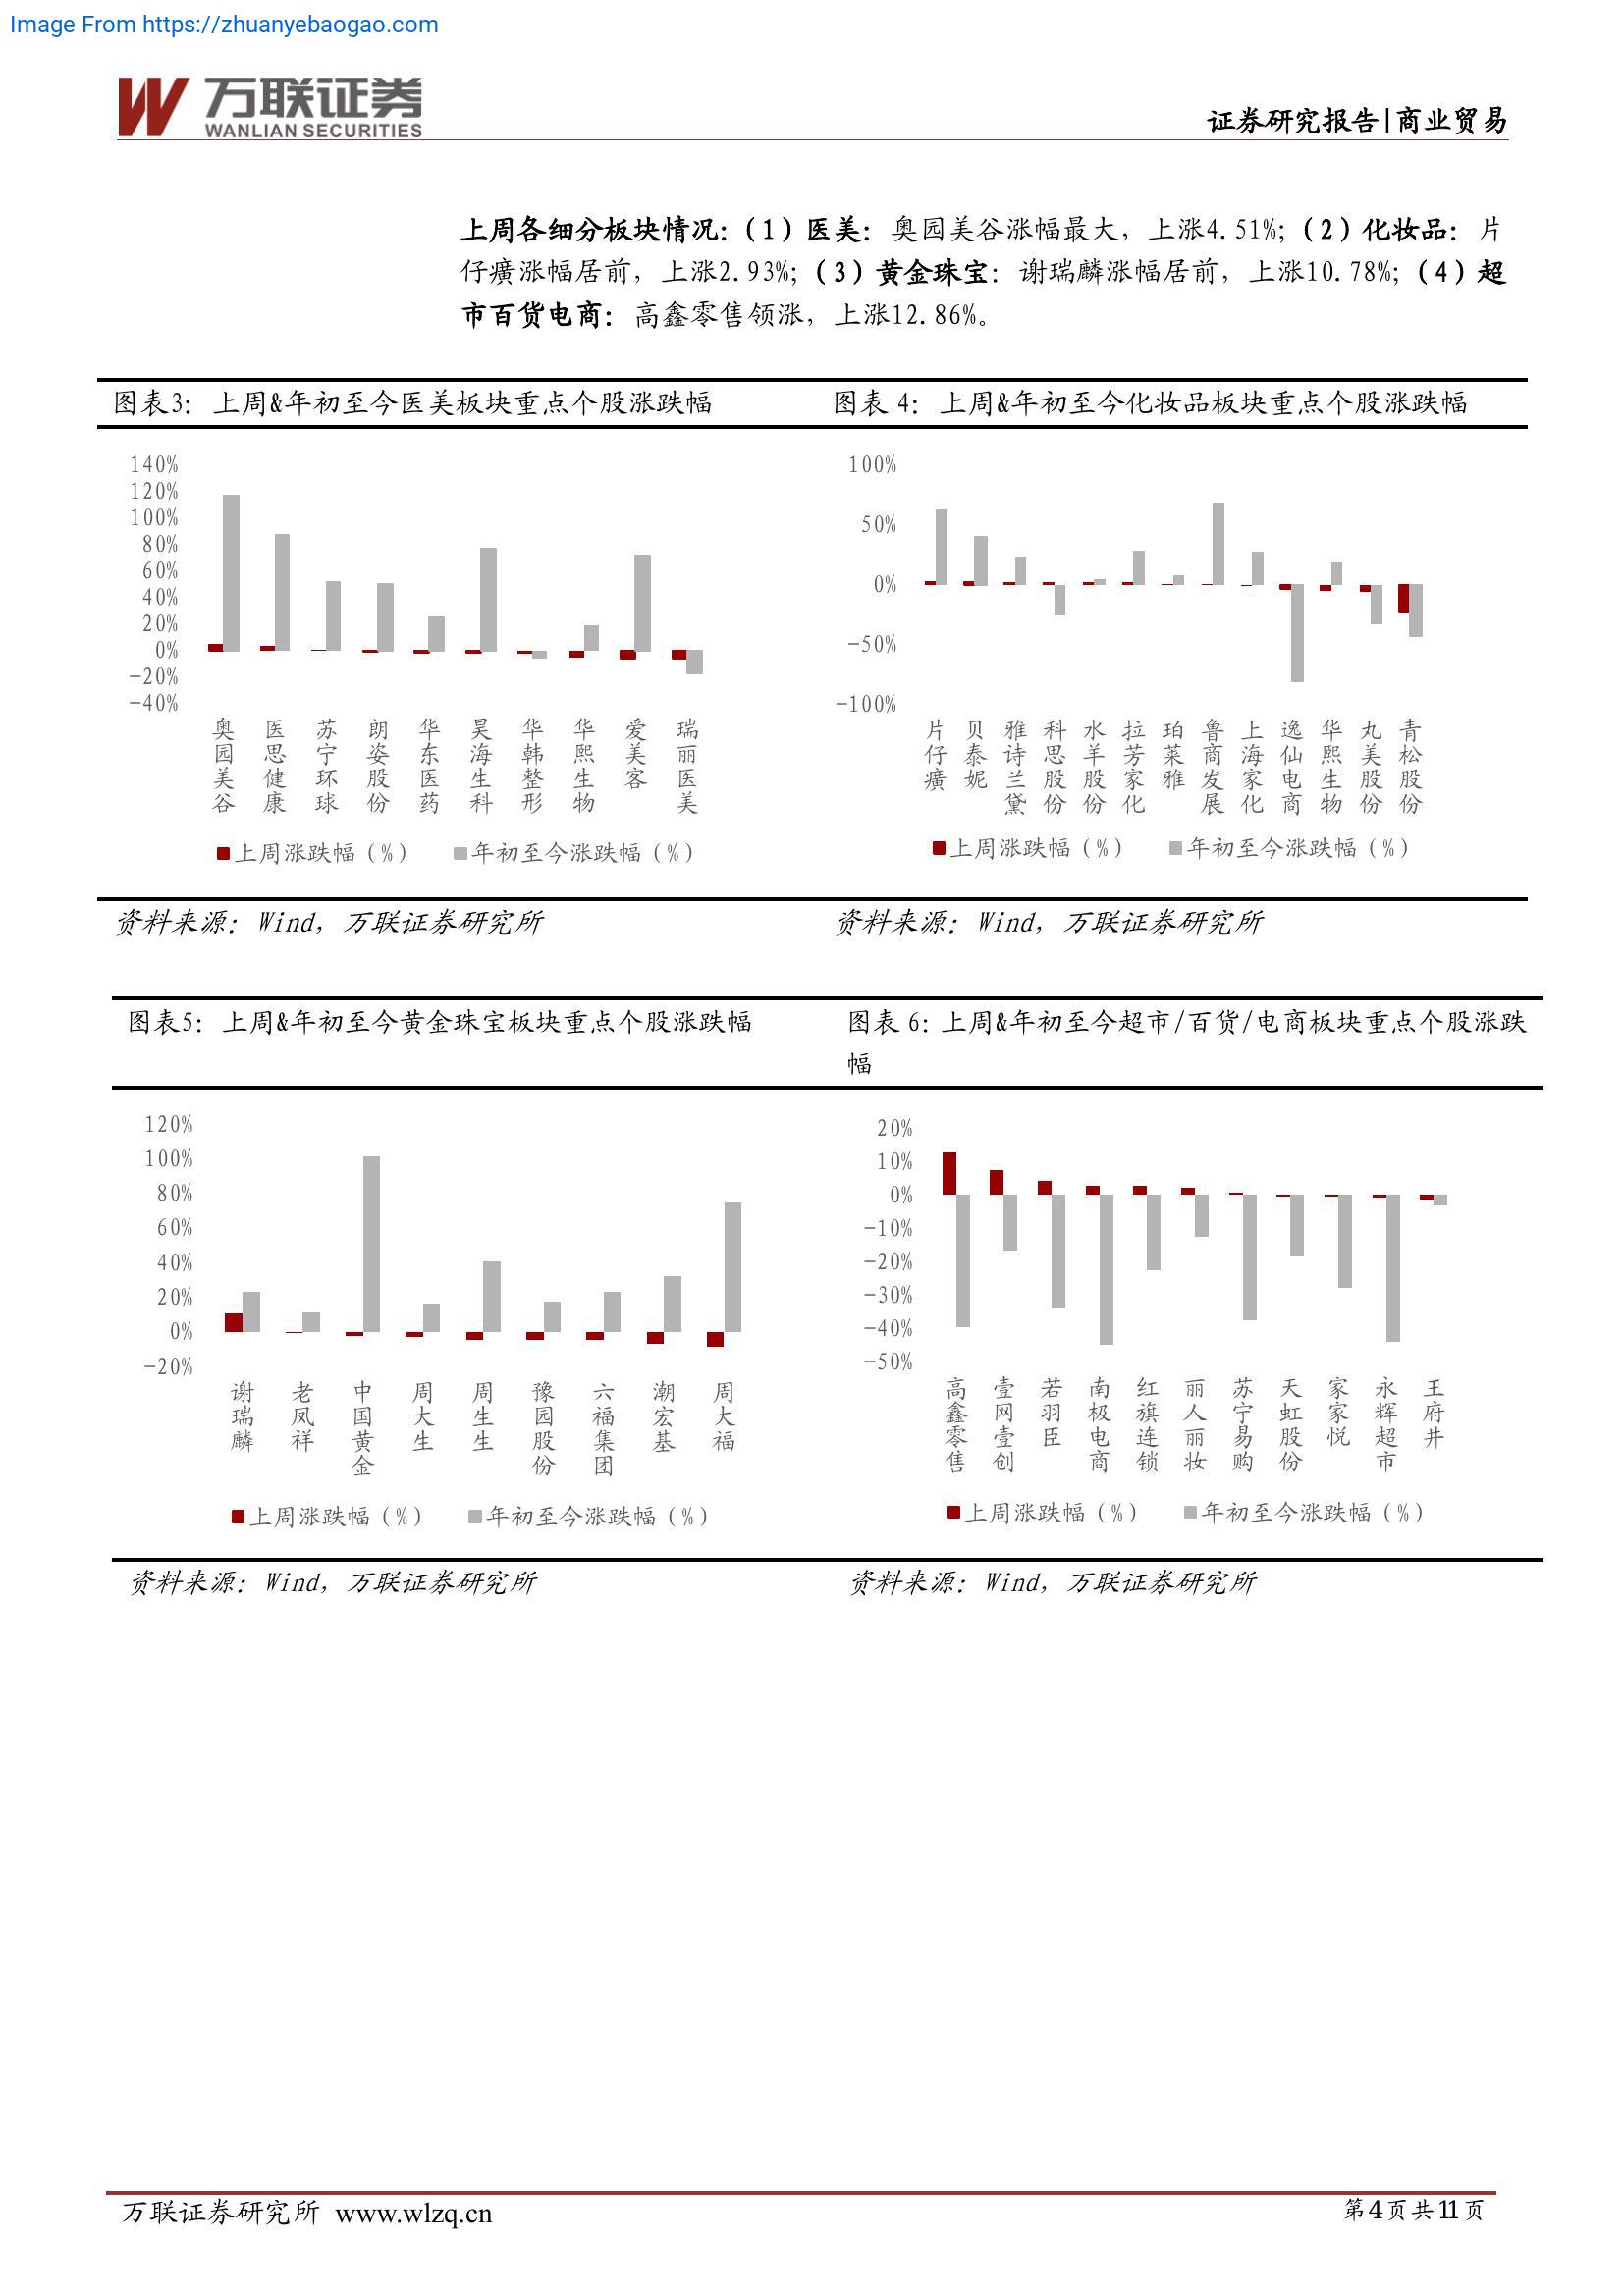 Image From https://zhuanyebaogao.com
万联证券
WANLIAN SECURITIES
证券研究报告|商业贸易
上周各细分板块情况：（1）医美：奥园美谷涨幅最大，上涨4.51%；（2）化妆品：片
仔癀涨幅居前，上涨2.93%；（3）黄金珠宝：谢瑞麟涨幅居前，上涨10.78%；（4）超
市百货电商：高鑫零售领涨，上涨12.86%。
图表3：上周&年初至今医美板块重点个股涨跌幅
140%
120%
100%
80%
60%
40%
20%
0%
-20%
-40%
奥园美谷
医思健康
苏宁环球
朗姿股份
华东医药
昊海生科
华韩整形
华熙生物
爱美客
瑞丽医美
上周涨跌幅（%）
年初至今涨跌幅（%）
资料来源：Wind，万联证券研究所
图表 4：上周&年初至今化妆品板块重点个股涨跌幅
100%
50%
0%
-50%
-100%
片仔癀
贝泰妮
雅诗兰黛
科思股份
水羊股份
拉芳家化
珀莱雅
鲁商发展
上海家化
逸仙电商
华熙生物
丸美股份
青松股份
上周涨跌幅（%）
年初至今涨跌幅（%）
资料来源：Wind，万联证券研究所
图表5：上周&年初至今黄金珠宝板块重点个股涨跌幅
120%
100%
80%
60%
40%
20%
0%
-20%
谢瑞麟
老凤祥
中国黄金
周大生
周生生
豫园股份
六福集团
潮宏基
周大福
上周涨跌幅（%）
年初至今涨跌幅（%）
资料来源：Wind，万联证券研究所
图表 6：上周&年初至今超市/百货/电商板块重点个股涨跌
幅
20%
10%
0%
-10%
-20%
-30%
-40%
-50%
高鑫零售
壹网壹创
若羽臣
南极电商
红旗连锁
丽人丽妆
苏宁易购
天虹股份
家家悦
永辉超市
王府井
上周涨跌幅（%）
年初至今涨跌幅（%）
资料来源：Wind，万联证券研究所
万联证券研究所 www.wlzq.cn
第4页共11页